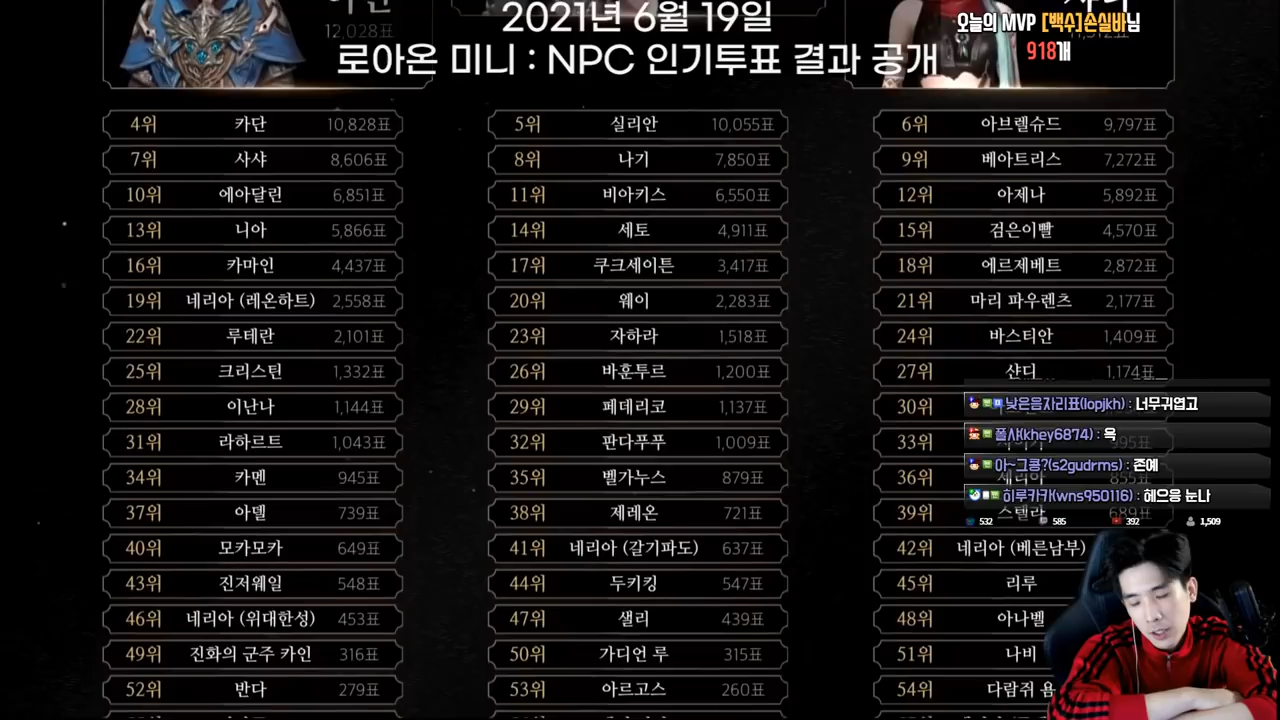 12,028표
2021년 6월 19일
로아온 미니 : NPC 인기투표 결과 공개
오늘의 MVP [백수]손실바님
918개
4위 카단 10,828표
5위 실리안 10,055표
6위 아브렐슈드 9,797표
7위 사샤 8,606표
8위 나기 7,850표
9위 베아트리스 7,272표
10위 에아달린 6,851표
11위 비아키스 6,550표
12위 아제나 5,892표
13위 니아 5,866표
14위 세토 4,911표
15위 검은이빨 4,570표
16위 카마인 4,437표
17위 쿠크세이튼 3,417표
18위 에르제베트 2,872표
19위 네리아 (레온하트) 2,558표
20위 웨이 2,283표
21위 마리 파우렌츠 2,177표
22위 루테란 2,101표
23위 자하라 1,518표
24위 바스티안 1,409표
25위 크리스틴 1,332표
26위 바훈투르 1,200표
27위 샨디 1,174표
28위 이난나 1,144표
29위 페데리코 1,137표
30위
낮은음자리표(lopjkh) : 너무귀엽고
31위 라하르트 1,043표
32위 판다푸푸 1,009표
33위
폴샤(khey6874) : 윽
34위 카멘 945표
35위 벨가누스 879표
36위 855표
아~그콩?(s2gudrms) : 존예
히루카카(wns950116) : 헤으응 눈나
37위 아델 739표
38위 제레온 721표
39위 스텔라 689표
532 585 392 1,509
40위 모카모카 649표
41위 네리아 (갈기파도) 637표
42위 네리아 (베른남부)
43위 진저웨일 548표
44위 두키킹 547표
45위 리루
46위 네리아 (위대한성) 453표
47위 샐리 439표
48위 아나벨
49위 진화의 군주 카인 316표
50위 가디언 루 315표
51위 나비
52위 반다 279표
53위 아르고스 260표
54위 다람쥐 욤